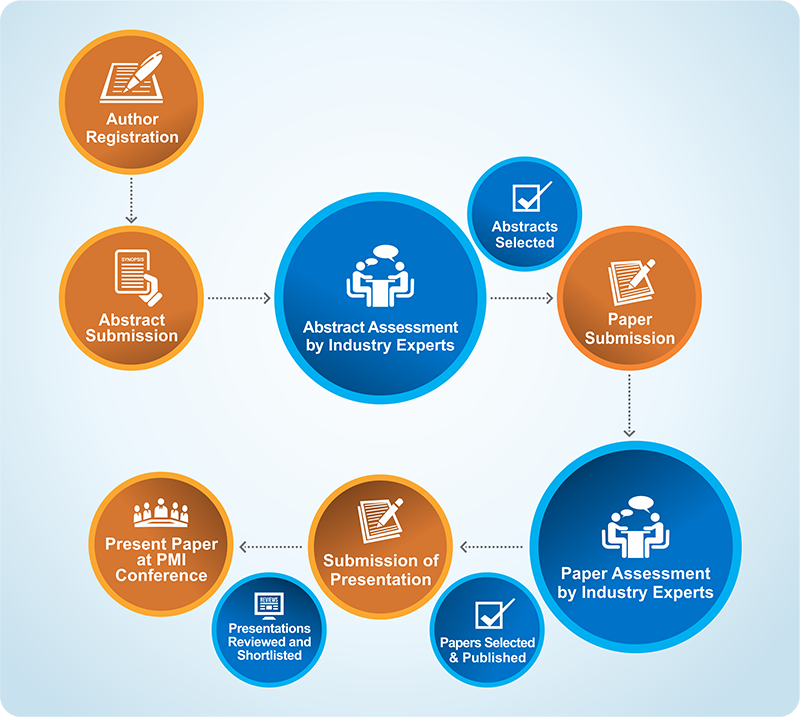 Author
Registration
SYNOPSIS
Abstract
Submission
Abstract Assessment
by Industry Experts
Abstracts
Selected
Paper
Submission
Paper Assessment
by Industry Experts
Papers Selected
& Published
Submission of
Presentation
REVIEWS
Presentations
Reviewed and
Shortlisted
Present Paper
at PMI
Conference